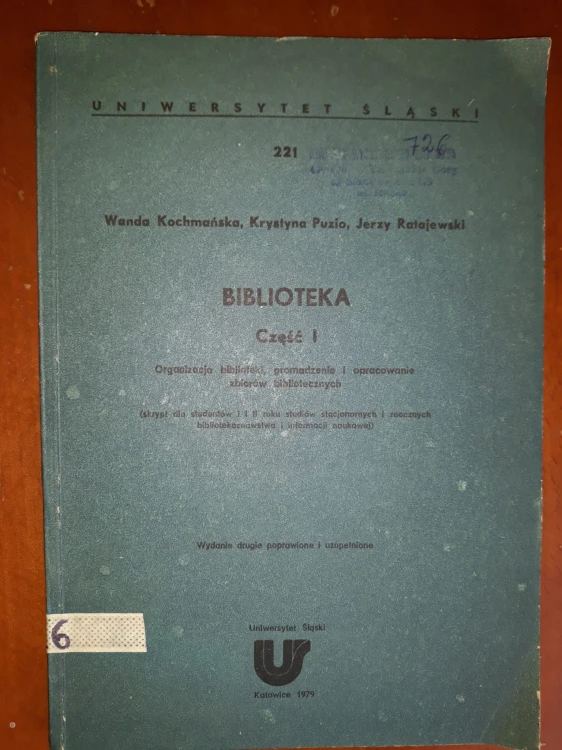 UNIWERSYTET ŚLĄSKI
221
726
Wanda Kochmańska, Krystyna Puzio, Jerzy Ratajewski
BIBLIOTEKA
Część I
Organizacja biblioteki, gromadzenie i opracowanie
zbiorów bibliotecznych
(skrypt dla studentów I i II roku studiów stacjonarnych i zaocznych
bibliotekoznawstwa i informacji naukowej)
Wydanie drugie poprawione i uzupełnione
6
Uniwersytet Śląski
US
Katowice 1979